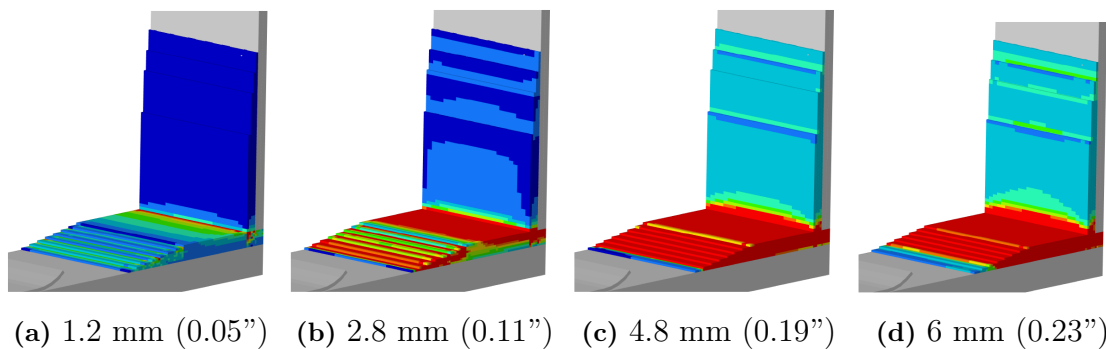 (a) 1.2 mm (0.05”) (b) 2.8 mm (0.11”) (c) 4.8 mm (0.19”) (d) 6 mm (0.23”)